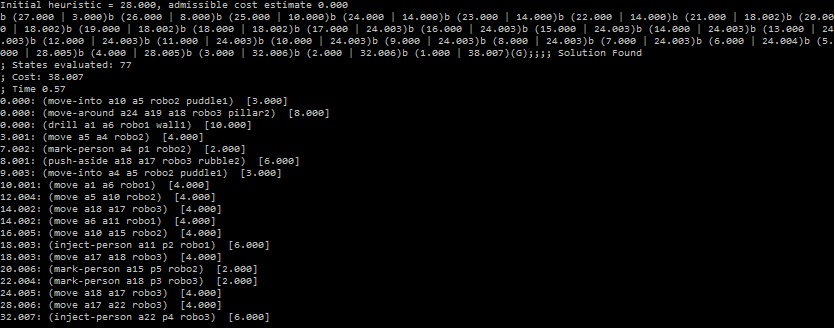 Initial heuristic = 28.000, admissible cost estimate 0.000
b (27.000 | 3.000)b (26.000 | 8.000)b (25.000 | 10.000)b (24.000 | 14.000)b (23.000 | 14.000)b (22.000 | 14.000)b (21.000 | 18.002)b (20.00
0 | 18.002)b (19.000 | 18.002)b (18.000 | 18.002)b (17.000 | 24.003)b (16.000 | 24.003)b (15.000 | 24.003)b (14.000 | 24.003)b (13.000 | 24
.003)b (12.000 | 24.003)b (11.000 | 24.003)b (10.000 | 24.003)b (9.000 | 24.003)b (8.000 | 24.003)b (7.000 | 24.003)b (6.000 | 24.004)b (5.
000 | 28.005)b (4.000 | 28.005)b (3.000 | 32.006)b (2.000 | 32.006)b (1.000 | 38.007)(G);;;; Solution Found
; States evaluated: 77
; Cost: 38.007
; Time 0.57
0.000: (move-into a10 a5 robo2 puddle1)  [3.000]
0.000: (move-around a24 a19 a18 robo3 pillar2)  [8.000]
0.000: (drill a1 a6 robo1 wall1)  [10.000]
3.001: (move a5 a4 robo2)  [4.000]
7.002: (mark-person a4 p1 robo2)  [2.000]
8.001: (push-aside a18 a17 robo3 rubble2)  [6.000]
9.003: (move-into a4 a5 robo2 puddle1)  [3.000]
10.001: (move a1 a6 robo1)  [4.000]
12.004: (move a5 a10 robo2)  [4.000]
14.002: (move a18 a17 robo3)  [4.000]
14.002: (move a6 a11 robo1)  [4.000]
16.005: (move a10 a15 robo2)  [4.000]
18.003: (inject-person a11 p2 robo1)  [6.000]
18.003: (move a17 a18 robo3)  [4.000]
20.006: (mark-person a15 p5 robo2)  [2.000]
22.004: (mark-person a18 p3 robo3)  [2.000]
24.005: (move a18 a17 robo3)  [4.000]
28.006: (move a17 a22 robo3)  [4.000]
32.007: (inject-person a22 p4 robo3)  [6.000]